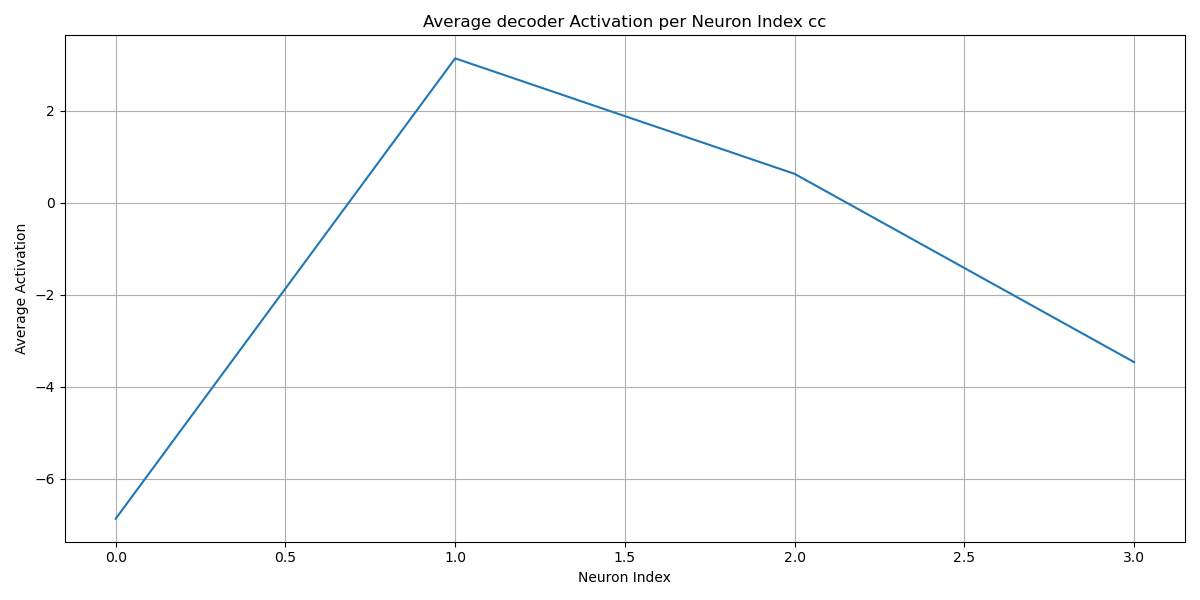 Average decoder Activation per Neuron Index cc
Average Activation
2
0
−2
−4
−6
0.0 0.5 1.0 1.5 2.0 2.5 3.0
Neuron Index